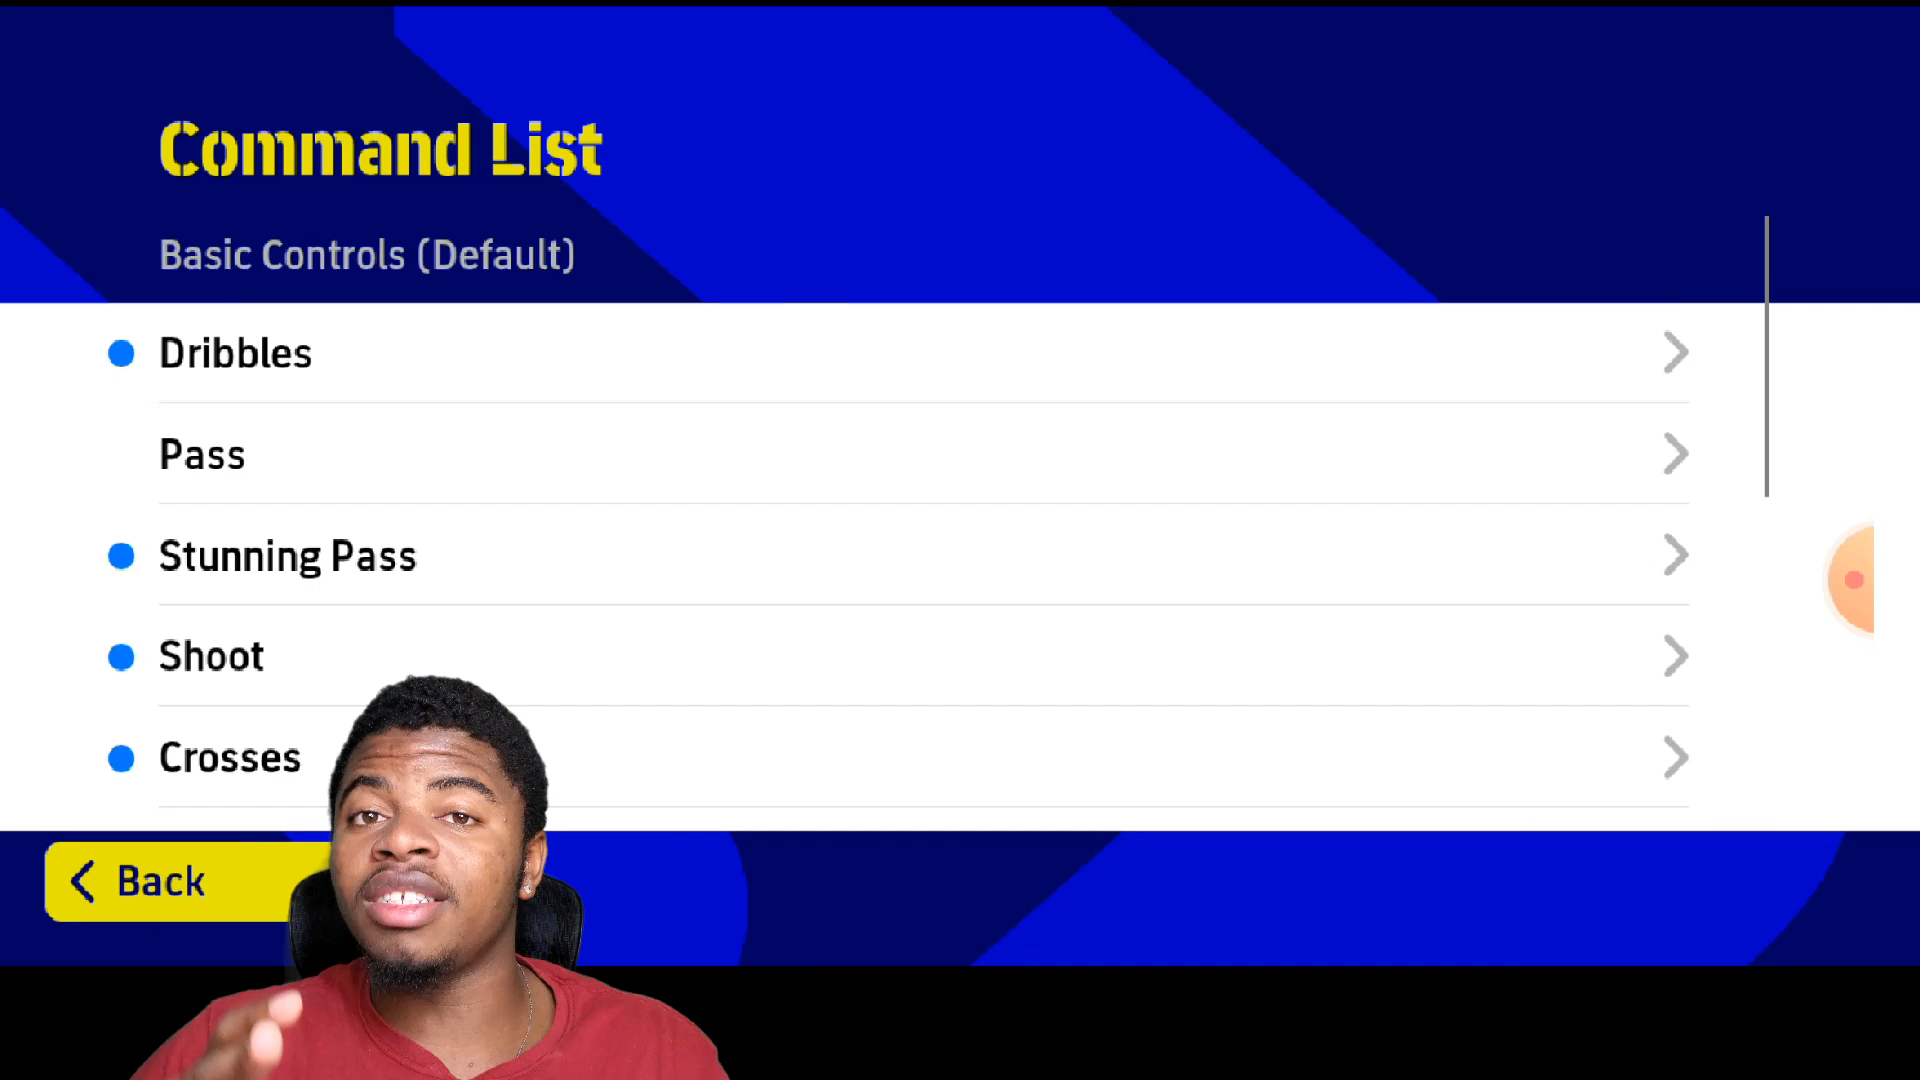 Command List
Basic Controls (Default)
Dribbles
Pass
Stunning Pass
Shoot
Crosses
Back